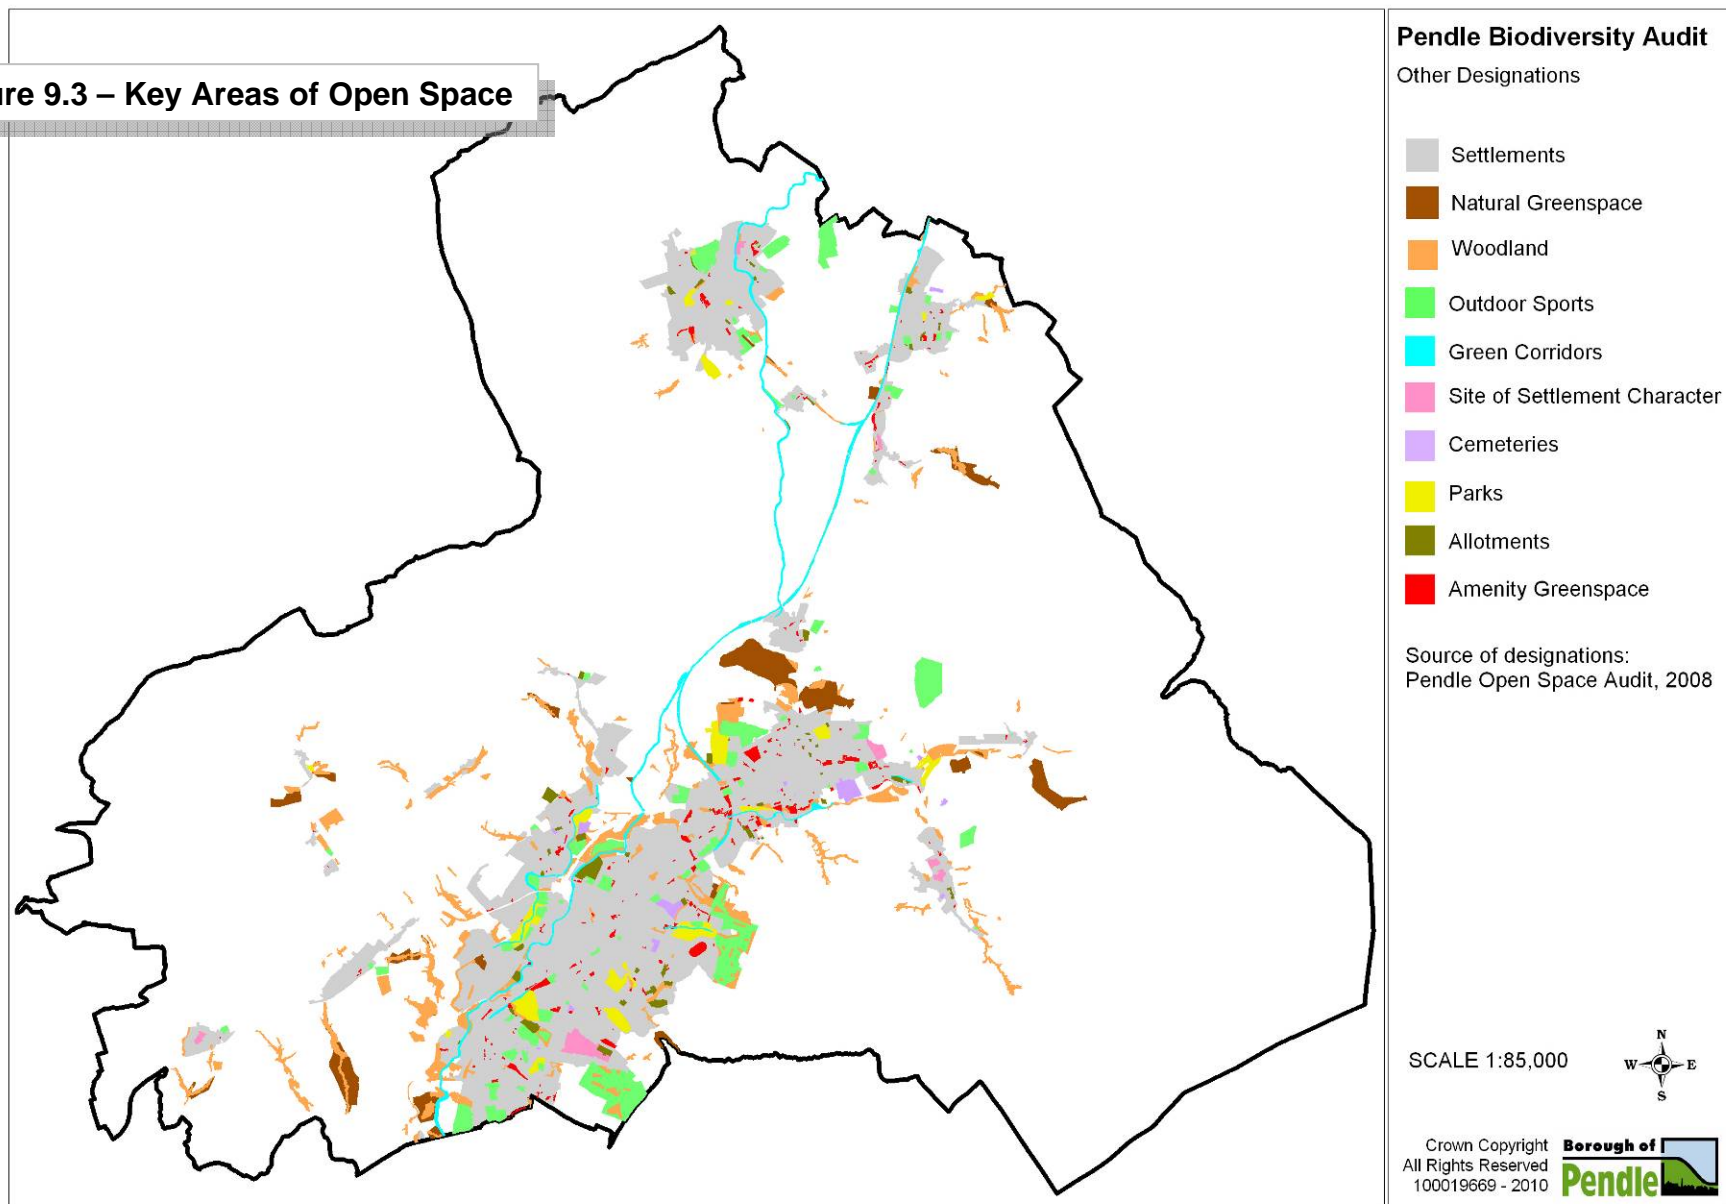 re 9.3 – Key Areas of Open Space
Pendle Biodiversity Audit
Other Designations
Settlements
Natural Greenspace
Woodland
Outdoor Sports
Green Corridors
Site of Settlement Character
Cemeteries
Parks
Allotments
Amenity Greenspace
Source of designations:
Pendle Open Space Audit, 2008
SCALE 1:85,000
N
W E
S
Crown Copyright
All Rights Reserved
100019669 - 2010
Borough of
Pendle